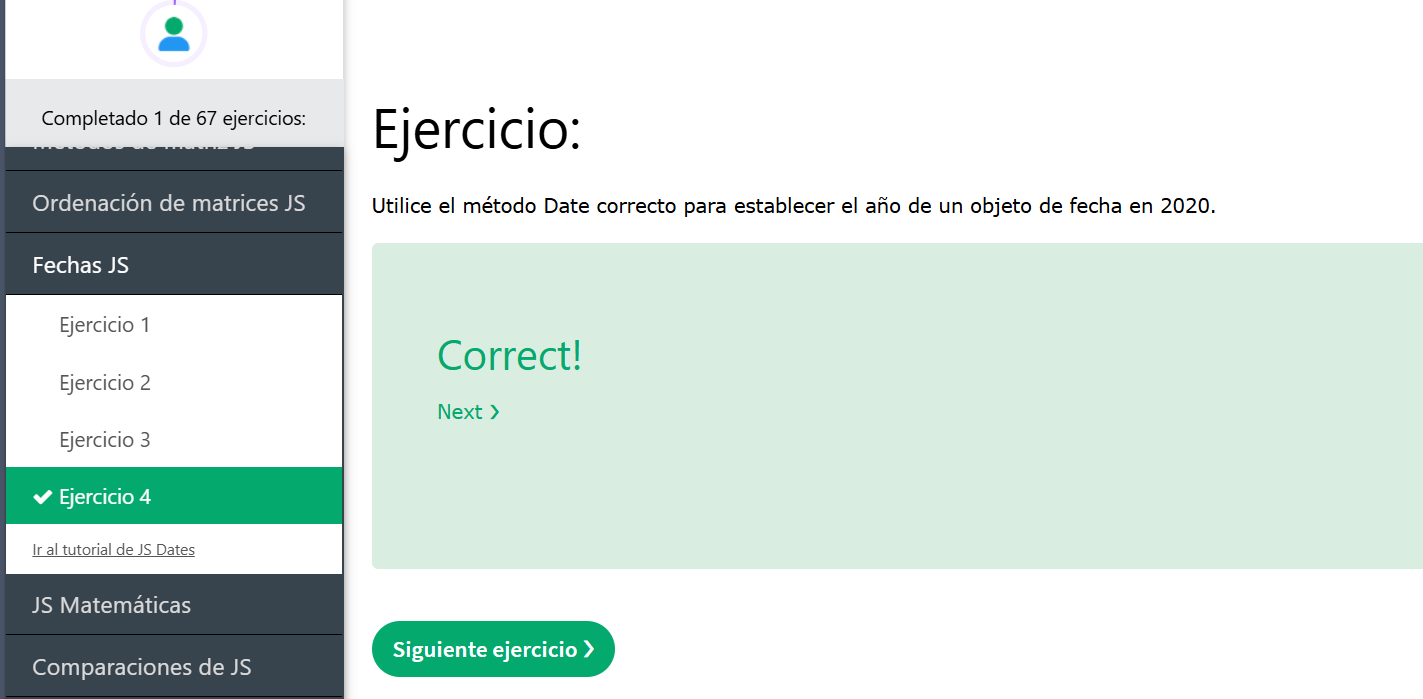 Completado 1 de 67 ejercicios:
Ordenación de matrices JS
Fechas JS
Ejercicio 1
Ejercicio 2
Ejercicio 3
Ejercicio 4
Ir al tutorial de JS Dates
JS Matemáticas
Comparaciones de JS
Ejercicio:
Utilice el método Date correcto para establecer el año de un objeto de fecha en 2020.
Correct!
Next ❯
Siguiente ejercicio ❯